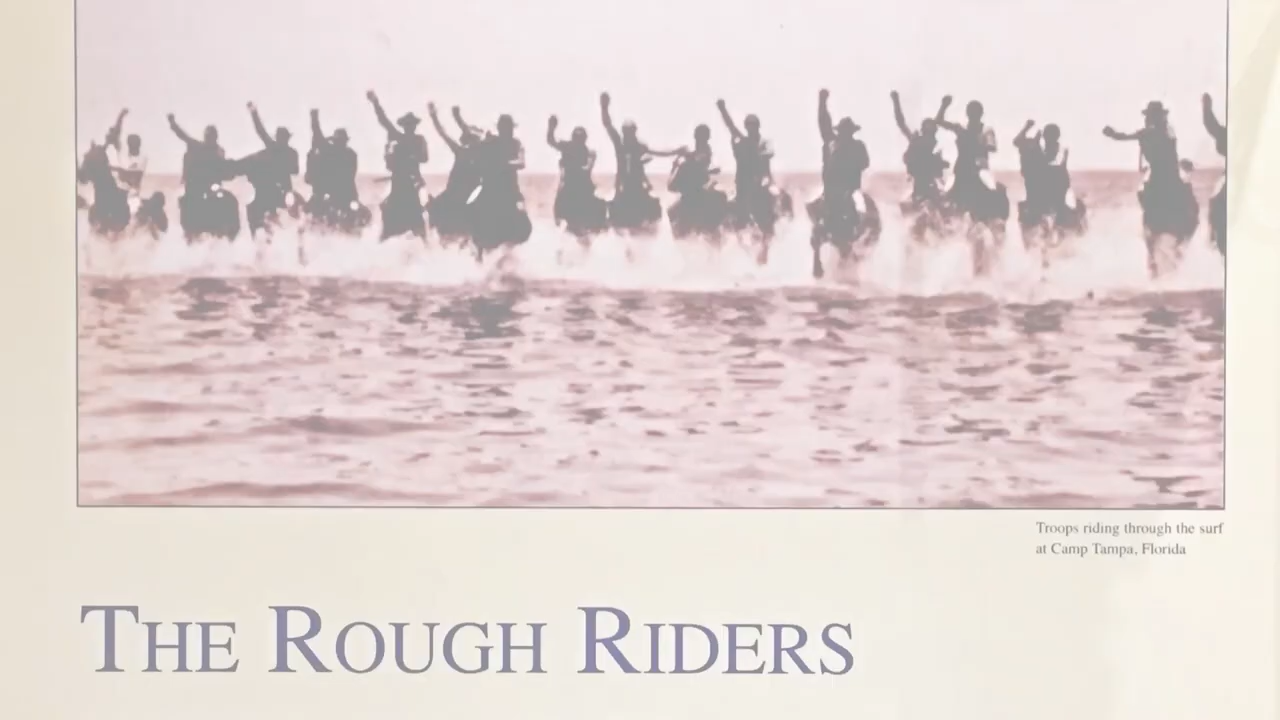 Troops riding through the surf
at Camp Tampa, Florida
THE ROUGH RIDERS